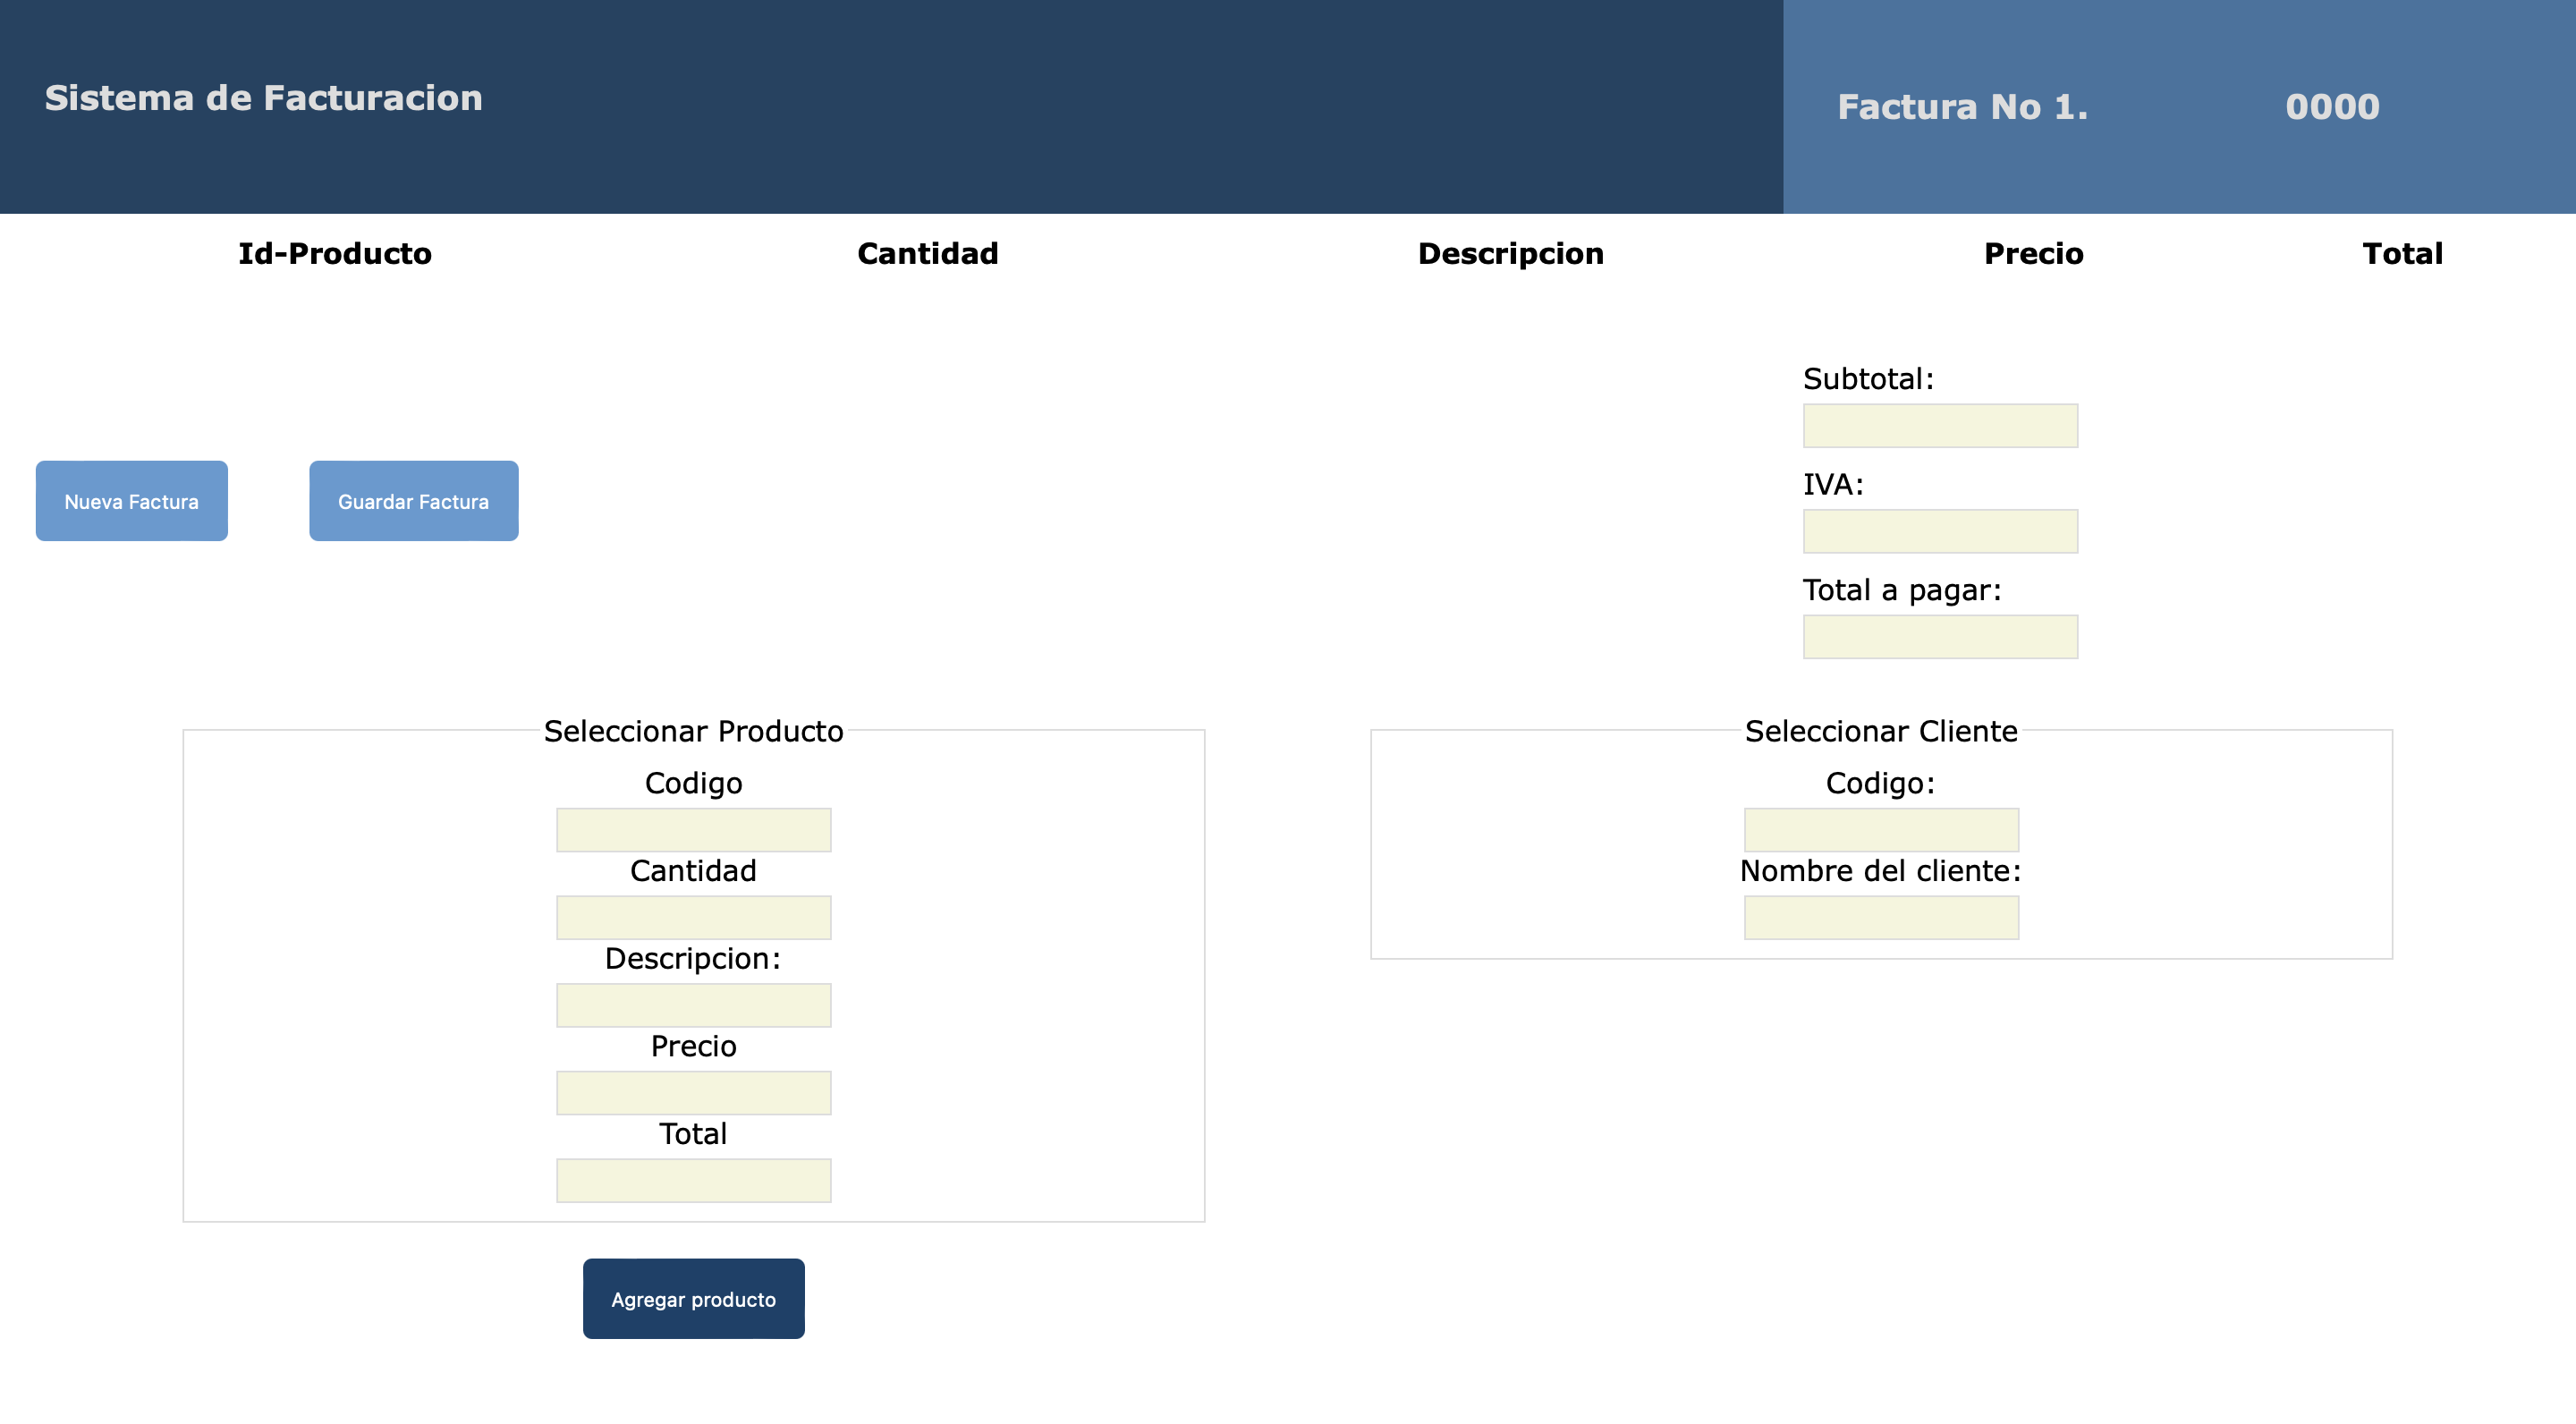 Sistema de Facturacion
Factura No 1. 0000
Id-Producto Cantidad Descripcion Precio Total
Subtotal:
IVA:
Nueva Factura Guardar Factura
Total a pagar:
Seleccionar Producto
Codigo
Cantidad
Descripcion:
Precio
Total
Agregar producto
Seleccionar Cliente
Codigo:
Nombre del cliente: